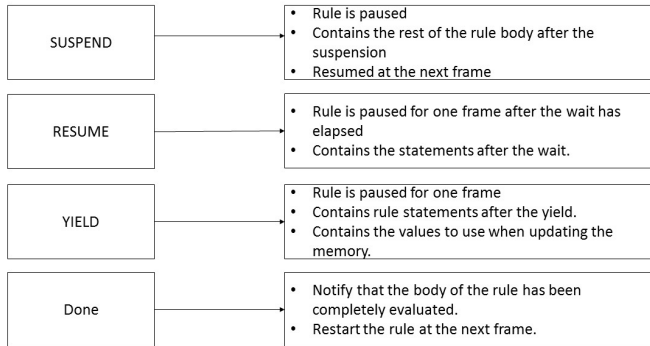 SUSPEND
• Rule is paused
• Contains the rest of the rule body after the
suspension
• Resumed at the next frame
RESUME
• Rule is paused for one frame after the wait has
elapsed
• Contains the statements after the wait.
YIELD
• Rule is paused for one frame
• Contains rule statements after the yield.
• Contains the values to use when updating the
memory.
Done
• Notify that the body of the rule has been
completely evaluated.
• Restart the rule at the next frame.